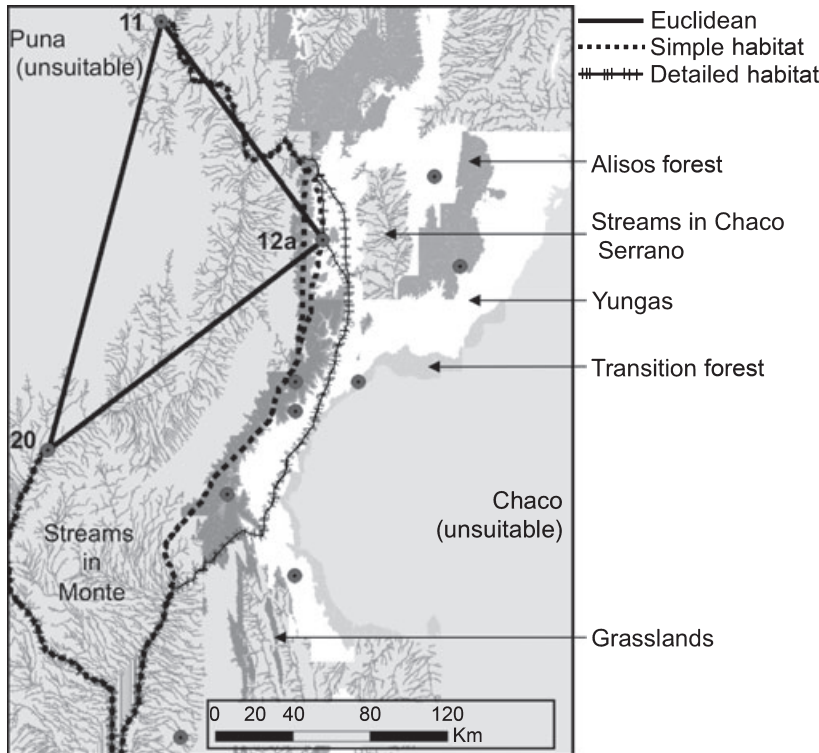 11
Puna
(unsuitable)
Euclidean
Simple habitat
Detailed habitat
Alisos forest
Streams in Chaco
Serrano
12a
Yungas
Transition forest
20
Chaco
(unsuitable)
Streams
in
Monte
Grasslands
0 20 40 80 120
Km